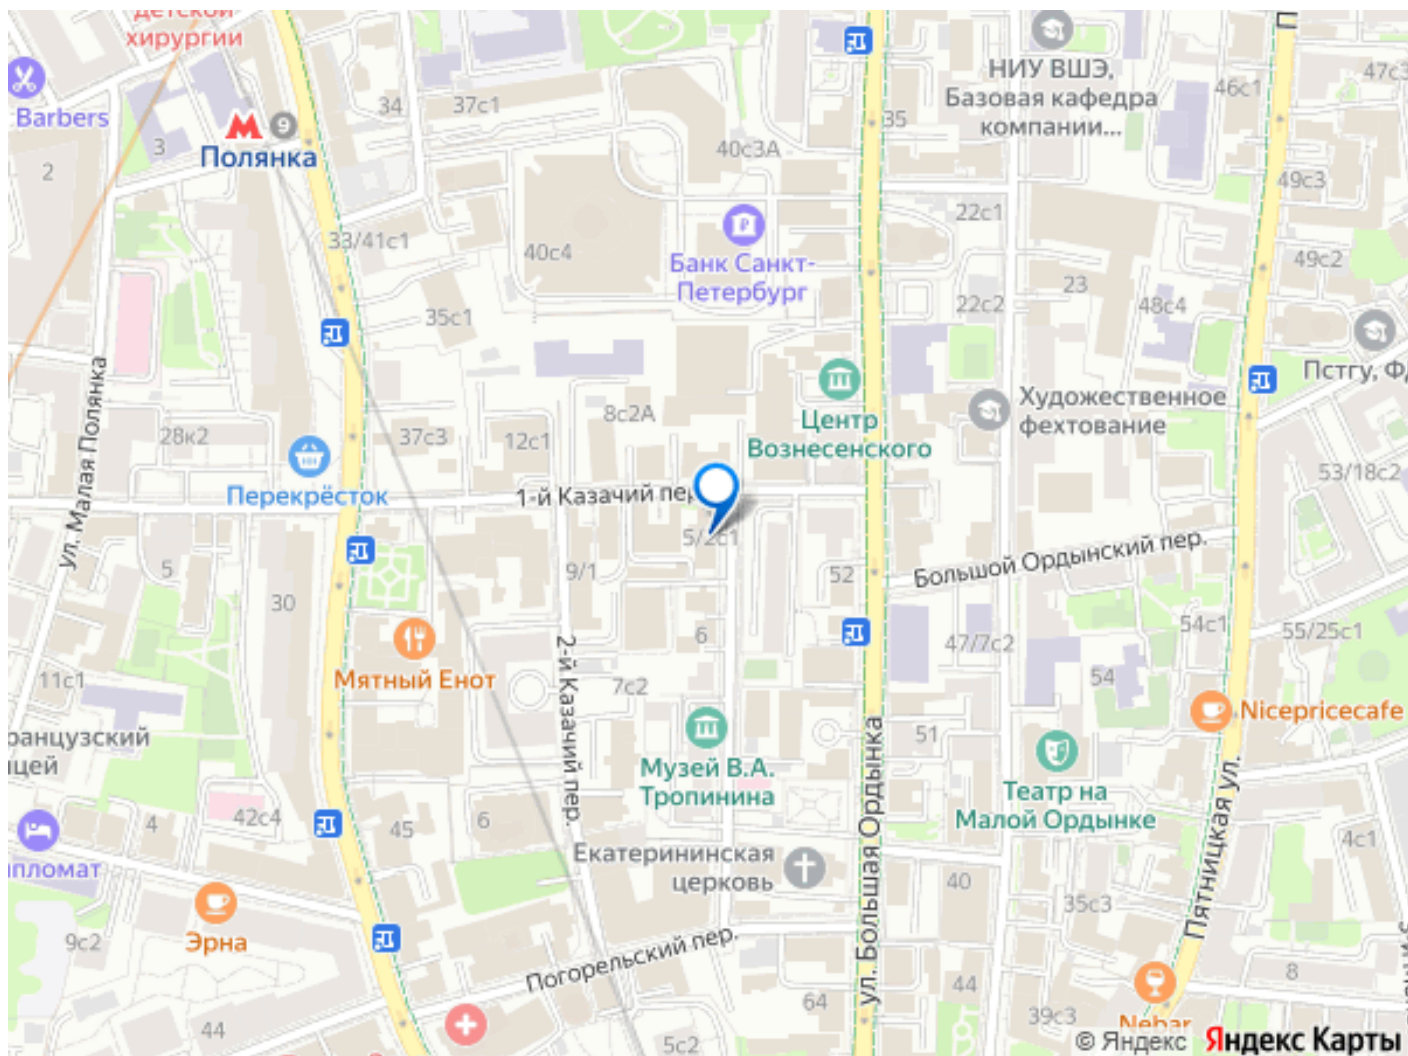 детской
хирургии
Barbers
2
3
9
Полянка
34
37с1
НИУ ВШЭ,
Базовая кафедра
компании...
35
40с3А
46с1
47с3
49с3
22с1
33/41с1
40с4
Банк Санкт-
Петербург
49с2
23
22с2
48с4
35с1
Пстгу, Ф
Центр
Вознесенского
Художественное
фехтование
8с2А
28к2
37с3
12с1
ул. Малая Полянка
Перекрёсток
1-й Казачий пер
53/18с2
5/2с1
Большой Ордынский пер.
5
9/1
52
30
6
47/7с2
54с1
55/25с1
2-й Казачий пер.
Мятный Енот
11с1
7с2
54
Nicepricecafe
ранцузский
цей
51
ул. Большая Ордынка
Музей В.А.
Тропинина
Театр на
Малой Ордынке
Пятницкая ул.
42с4
4
45
6
4с1
ипломат
Екатерининская
церковь
40
35с3
Эрна
9с2
Погорельский пер.
8
44
64
44
39с3
5с2
Nebar
© Яндекс Яндекс Карты